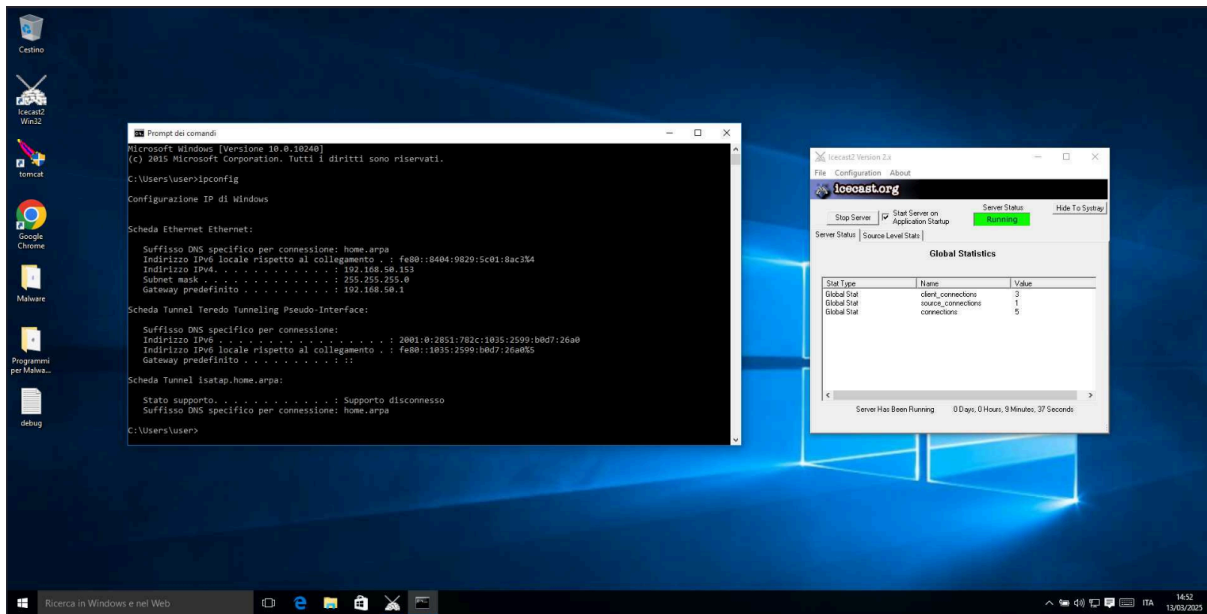 Cestino
Icecast2
Win32
tomcat
Google
Chrome
Malware
Programmi
per Malwa...
debug
Prompt dei comandi
Microsoft Windows [Versione 10.0.10240]
(c) 2015 Microsoft Corporation. Tutti i diritti sono riservati.
C:\Users\user>ipconfig
Configurazione IP di Windows
Scheda Ethernet Ethernet:
Suffisso DNS specifico per connessione: home.arpa
Indirizzo IPv6 locale rispetto al collegamento . : fe80::8404:9829:5c01:8ac3%4
Indirizzo IPv4. . . . . . . . . . . . : 192.168.50.153
Subnet mask . . . . . . . . . . . . . : 255.255.255.0
Gateway predefinito . . . . . . . . . : 192.168.50.1
Scheda Tunnel Teredo Tunneling Pseudo-Interface:
Suffisso DNS specifico per connessione:
Indirizzo IPv6 . . . . . . . . . . . . . . . . . : 2001:0:2851:782c:1035:2599:b0d7:26a0
Indirizzo IPv6 locale rispetto al collegamento . : fe80::1035:2599:b0d7:26a0%5
Gateway predefinito . . . . . . . . . : ::
Scheda Tunnel isatap.home.arpa:
Stato supporto. . . . . . . . . . . . : Supporto disconnesso
Suffisso DNS specifico per connessione: home.arpa
C:\Users\user>
Icecast2 Version 2.x
File Configuration About
icecast.org
Stop Server
Start Server on
Application Startup
Server Status
Running
Hide To Systray
Server Status Source Level Stats
Global Statistics
Stat Type Name Value
Global Stat client_connections 3
Global Stat source_connections 1
Global Stat connections 5
Server Has Been Running 0 Days, 0 Hours, 9 Minutes, 37 Seconds
Ricerca in Windows e nel Web
ITA
14:52
13/03/2025